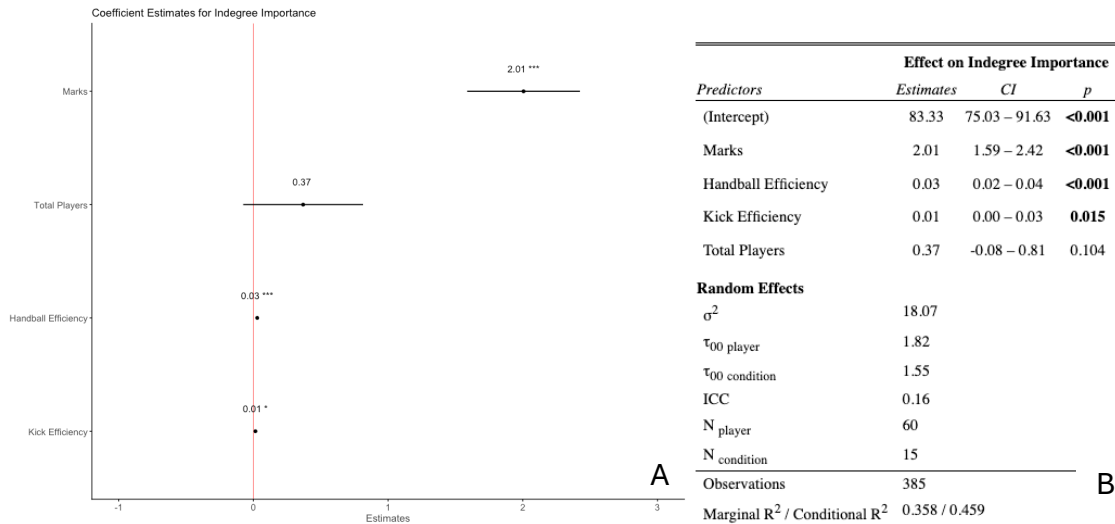 Coefficient Estimates for Indegree Importance
2.01 ***
Marks
0.37
Total Players
0.03 ***
Handball Efficiency
0.01 *
Kick Efficiency
-1 0 1 2 3
Estimates
A
Effect on Indegree Importance
Predictors Estimates CI p
(Intercept) 83.33 75.03 – 91.63 <0.001
Marks 2.01 1.59 – 2.42 <0.001
Handball Efficiency 0.03 0.02 – 0.04 <0.001
Kick Efficiency 0.01 0.00 – 0.03 0.015
Total Players 0.37 -0.08 – 0.81 0.104
Random Effects
σ² 18.07
τ₀₀ player 1.82
τ₀₀ condition 1.55
ICC 0.16
N player 60
N condition 15
Observations 385
Marginal R² / Conditional R² 0.358 / 0.459
B